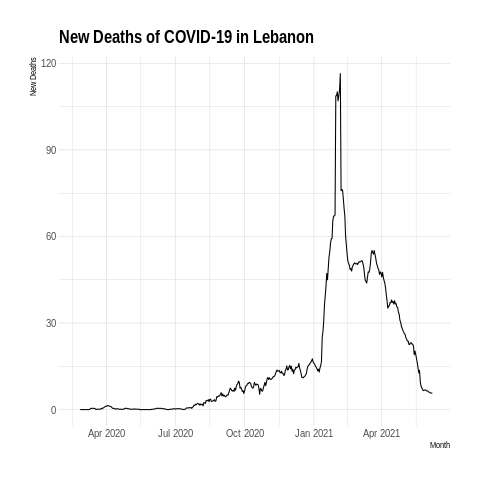 New Deaths of COVID-19 in Lebanon
New Deaths
120
90
60
30
0
Apr 2020 Jul 2020 Oct 2020 Jan 2021 Apr 2021
Month